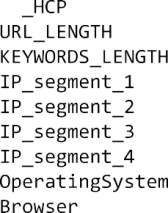 _HCP
URL_LENGTH
KEYWORDS_LENGTH
IP_segment_1
IP_segment_2
IP_segment_3
IP_segment_4
OperatingSystem
Browser